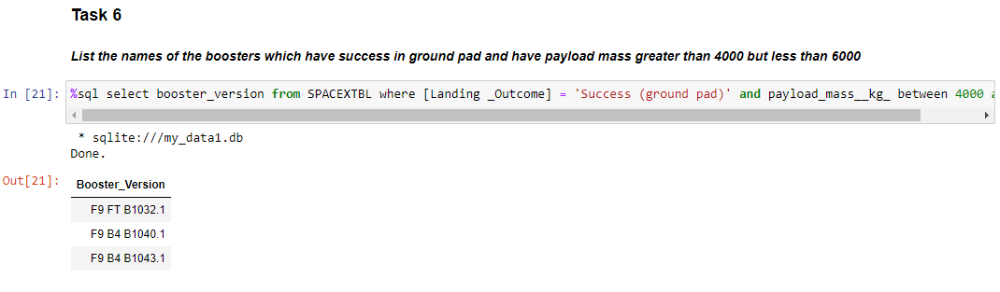 Task 6
List the names of the boosters which have success in ground pad and have payload mass greater than 4000 but less than 6000
In [21]: %sql select booster_version from SPACEXTBL where [Landing _Outcome] = 'Success (ground pad)' and payload_mass__kg_ between 4000 a
* sqlite:///my_data1.db
Done.
Out[21]: Booster_Version
F9 FT B1032.1
F9 B4 B1040.1
F9 B4 B1043.1